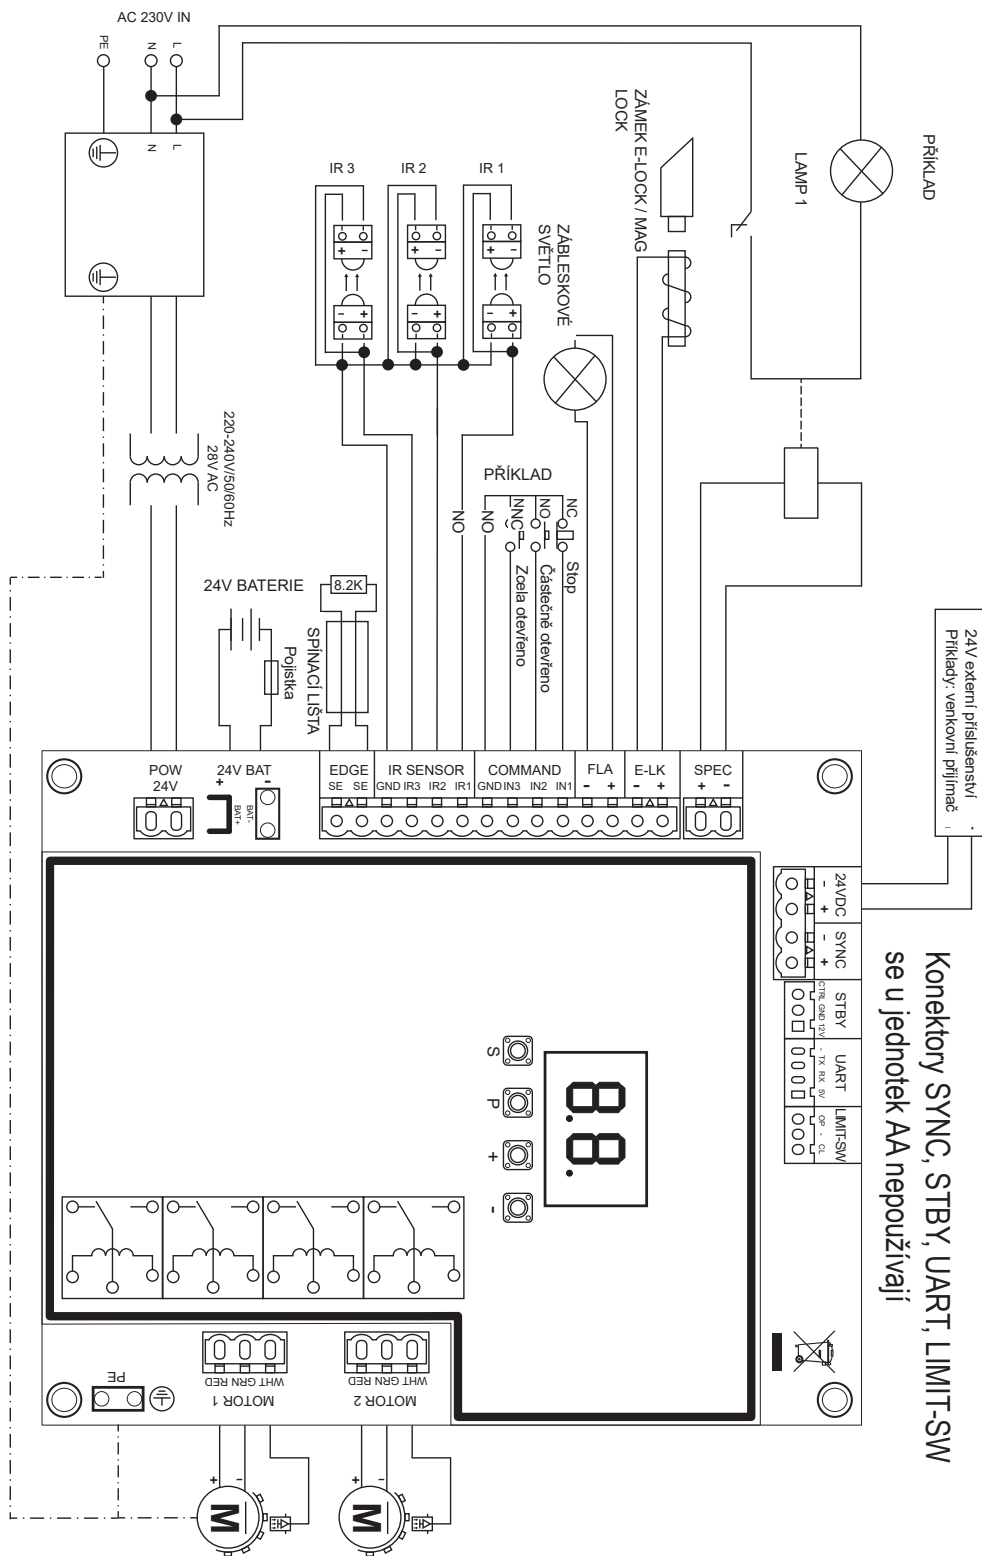 AC 230V IN
PE
N
L
N
L
PŘÍKLAD
LAMP 1
ZÁMEK E-LOCK / MAG
LOCK
IR 3
IR 2
IR 1
+ -
+ -
+ -
- +
- +
- +
ZÁBLESKOVÉ
SVĚTLO
220-240V/50/60Hz
28V AC
PŘÍKLAD
NO
NO
NNC
NO
NC
Stop
Částečně otevřeno
Zcela otevřeno
24V BATERIE
Pojistka
8.2K
SPÍNACÍ LIŠTA
24V externí příslušenství
Příklady: venkovní přijímač
POW
24V
24V BAT
+ -
BAT+
BAT-
EDGE
SE SE
IR SENSOR
GND IR3 IR2 IR1
COMMAND
GND IN3 IN2 IN1
FLA
- +
E-LK
- +
SPEC
+ -
24VDC
- +
SYNC
- +
STBY
CTRL GND 12V
UART
- TX RX 5V
LIMIT-SW
OP - CL
Konektory SYNC, STBY, UART, LIMIT-SW
se u jednotek AA nepoužívají
8.8.
S
P
+
-
PE
WHT GRN RED
MOTOR 1
WHT GRN RED
MOTOR 2
+ -
M
+ -
M